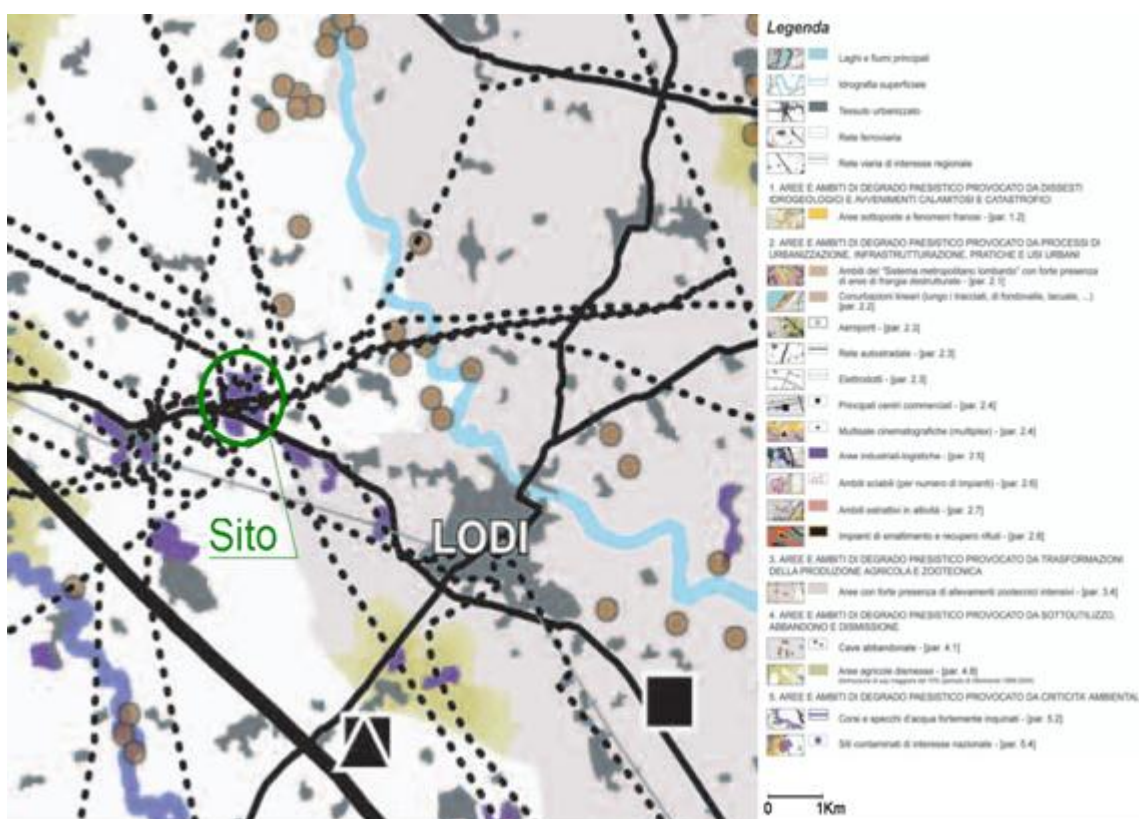 Sito
LODI
Legenda
Laghi e fiumi principali
Idrografia superficiale
Tessuto urbanizzato
Rete ferroviaria
Rete viaria di interesse regionale
1. AREE E AMBITI DI DEGRADO PAESISTICO PROVOCATO DA DISSESTI
IDROGEOLOGICI E AVVENIMENTI CALAMITOSI E CATASTROFICI
Aree sottoposte a fenomeni franosi - [par. 1.2]
2. AREE E AMBITI DI DEGRADO PAESISTICO PROVOCATO DA PROCESSI DI
URBANIZZAZIONE, INFRASTRUTTURAZIONE, PRATICHE E USI URBANI
Ambiti del "Sistema metropolitano lombardo" con forte presenza
di aree di frangia destrutturate - [par. 2.1]
Conurbazioni lineari (lungo i tracciati, di fondovalle, lacuale, ...)
[par. 2.2]
Aeroporti - [par. 2.3]
Rete autostradale - [par. 2.3]
Elettrodotti - [par. 2.3]
Principali centri commerciali - [par. 2.4]
Multisale cinematografiche (multiplex) - [par. 2.4]
Aree industriali-logistiche - [par. 2.5]
Ambiti sciabili (per numero di impianti) - [par. 2.6]
Ambiti estrattivi in attività - [par. 2.7]
Impianti di smaltimento e recupero rifiuti - [par. 2.8]
3. AREE E AMBITI DI DEGRADO PAESISTICO PROVOCATO DA TRASFORMAZIONI
DELLA PRODUZIONE AGRICOLA E ZOOTECNICA
Aree con forte presenza di allevamenti zootecnici intensivi - [par. 3.4]
4. AREE E AMBITI DI DEGRADO PAESISTICO PROVOCATO DA SOTTOUTILIZZO,
ABBANDONO E DISMISSIONE
Cave abbandonate - [par. 4.1]
Aree agricole dismesse - [par. 4.8]
5. AREE E AMBITI DI DEGRADO PAESISTICO PROVOCATO DA CRITICITÀ AMBIENTAL
Corsi e specchi d'acqua fortemente inquinati - [par. 5.2]
Siti contaminati di interesse nazionale - [par. 5.4]
0 1Km